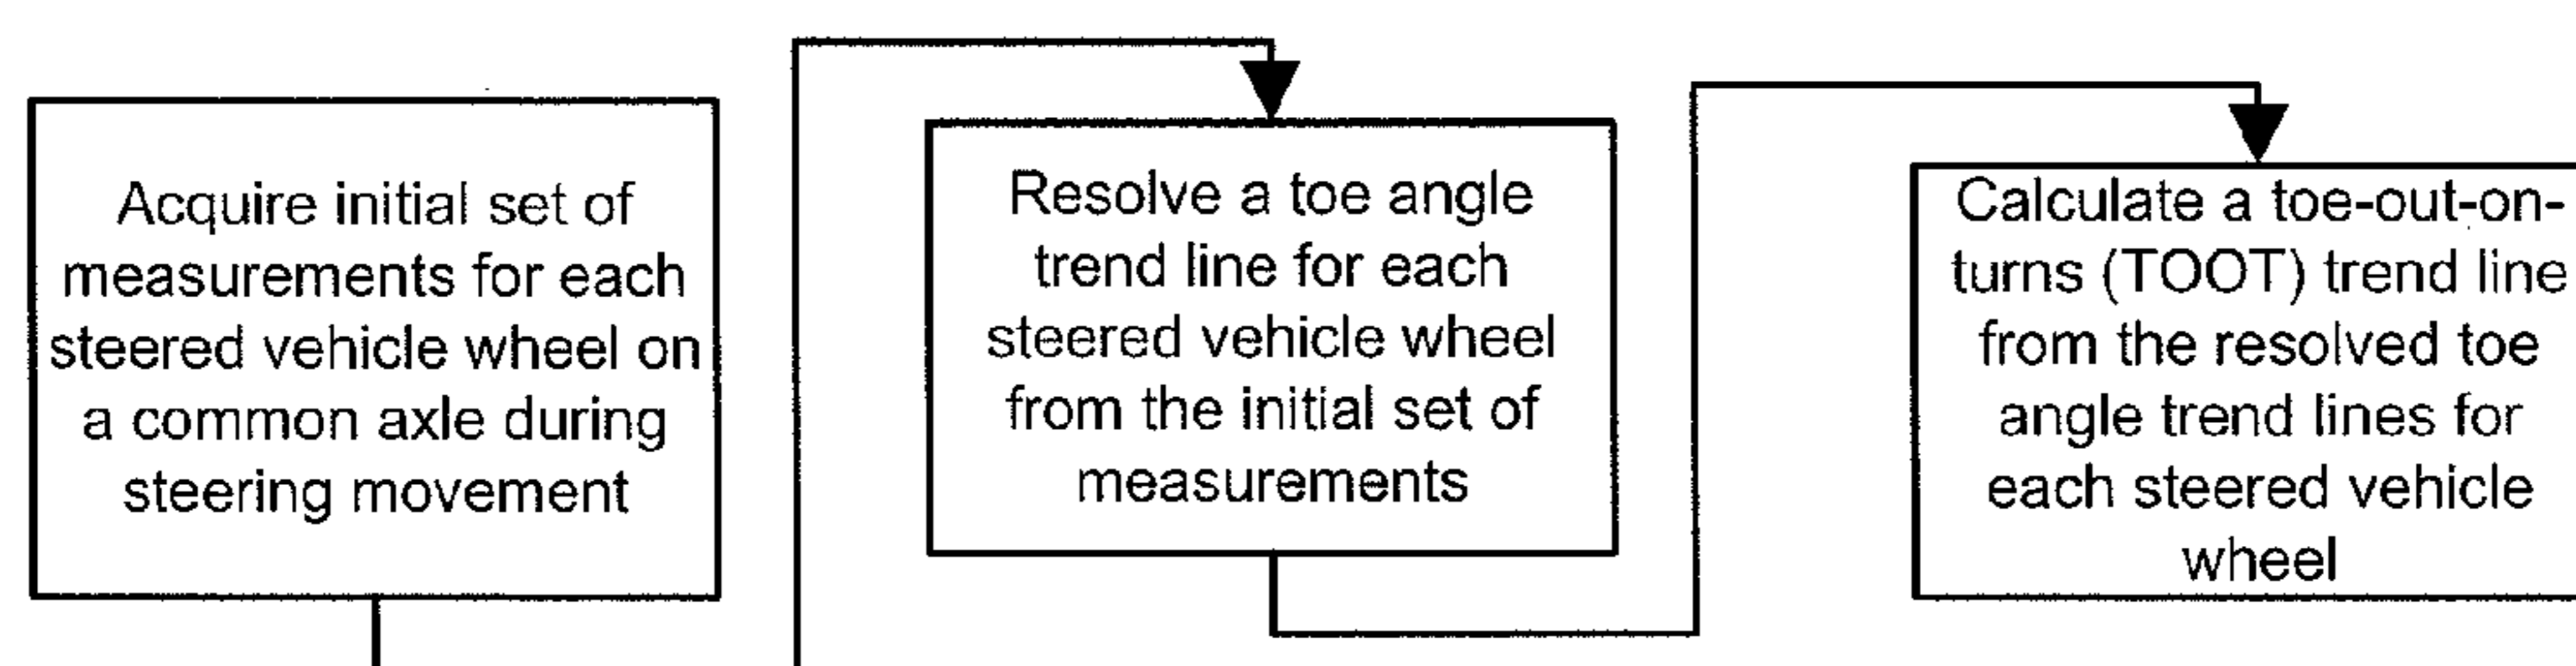 Acquire initial set of
measurements for each
steered vehicle wheel on
a common axle during
steering movement
Resolve a toe angle
trend line for each
steered vehicle wheel
from the initial set of
measurements
Calculate a toe-out-on-
turns (TOOT) trend line
from the resolved toe
angle trend lines for
each steered vehicle
wheel